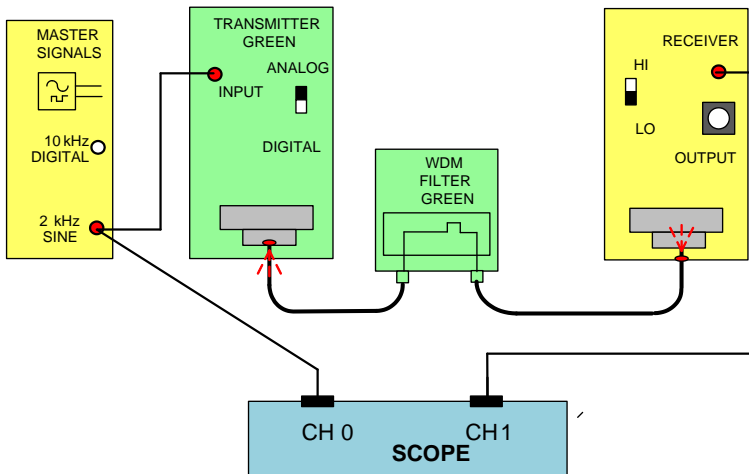 MASTER
SIGNALS
10 kHz
DIGITAL
2 kHz
SINE
TRANSMITTER
GREEN
ANALOG
INPUT
DIGITAL
WDM
FILTER
GREEN
RECEIVER
HI
LO
OUTPUT
CH 0
CH 1
SCOPE